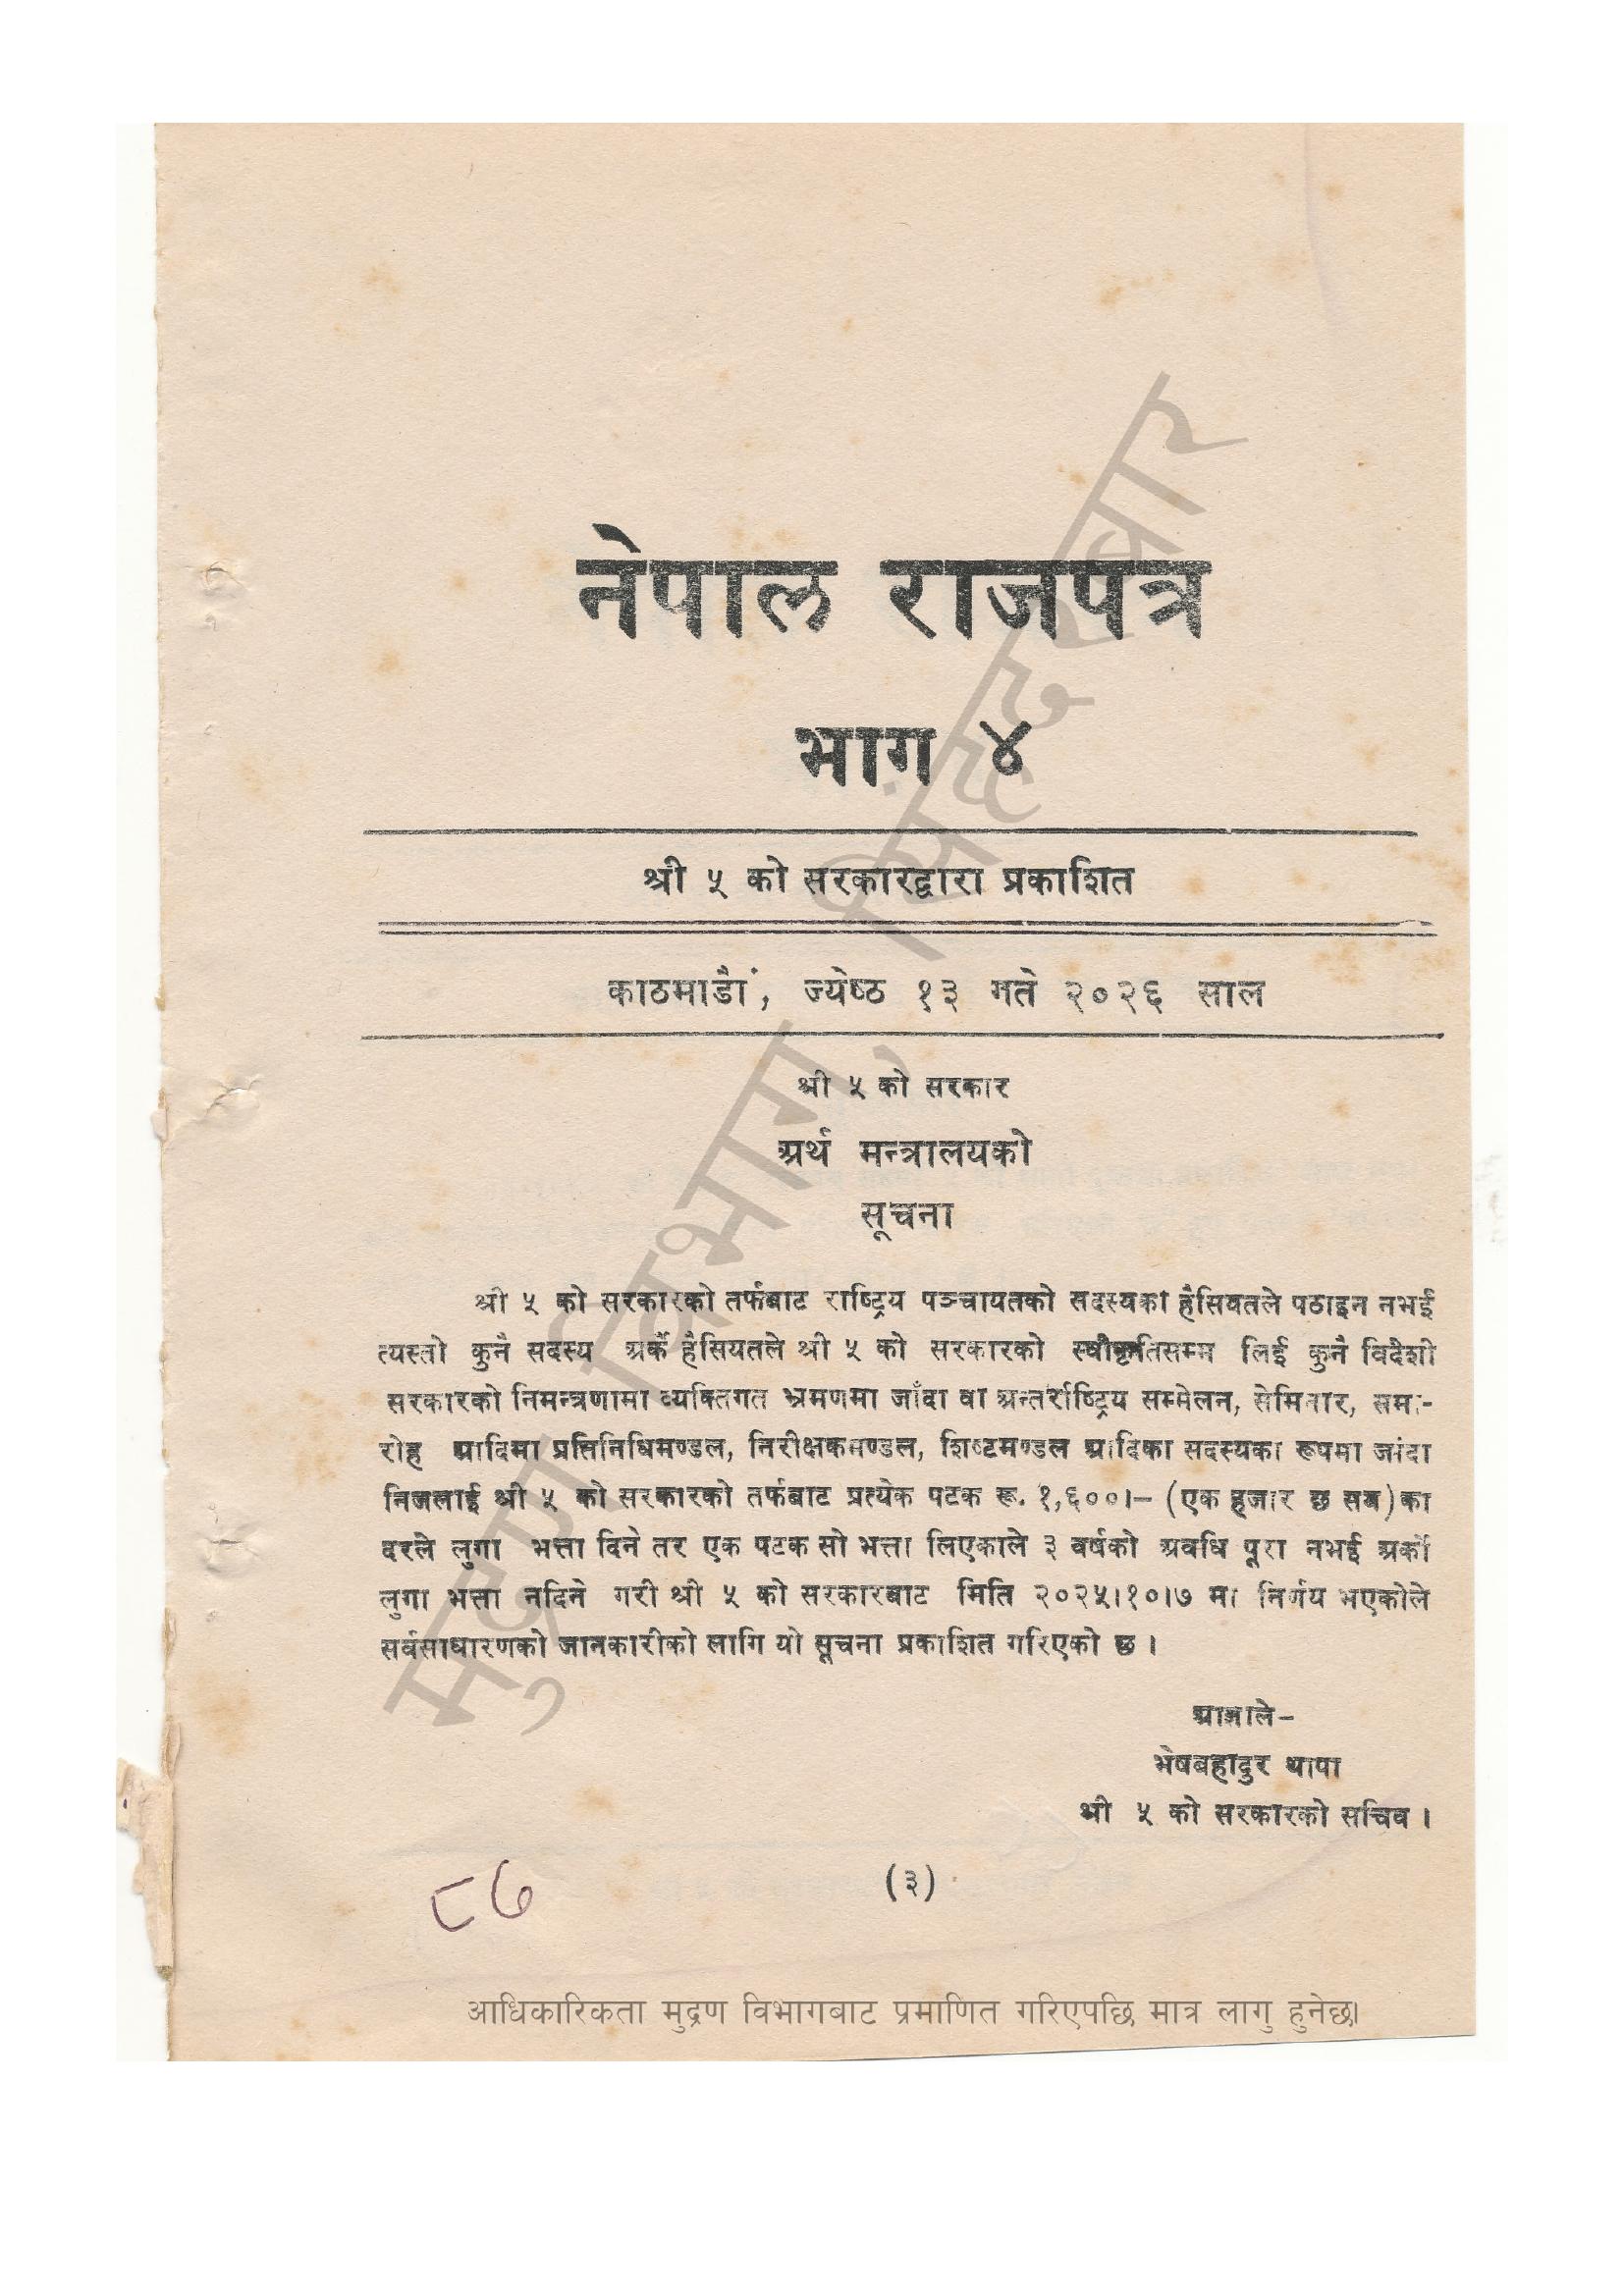 नेपाल राजपत्र
भाग ४
श्री ५ को सरकारद्वारा प्रकाशित
काठमाडौं, ज्येष्ठ १३ गते २०२६ साल
श्री ५ को सरकार
अर्थ मन्त्रालयको
सूचना
श्री ५ को सरकारको तर्फबाट राष्ट्रिय पञ्चायतको सदस्यको हैसियतले पठाइन नभई
त्यस्तो कुनै सदस्य अर्कै हैसियतले श्री ५ को सरकारको स्वीकृतिसम्म लिई कुनै विदेशी
सरकारको निमन्त्रणामा व्यक्तिगत भ्रमणमा जाँदा वा अन्तर्राष्ट्रिय सम्मेलन, सेमिनार, समा-
रोह आदिमा प्रतिनिधिमण्डल, निरीक्षकमण्डल, शिष्टमण्डल आदिका सदस्यका रूपमा जांदा
निजलाई श्री ५ को सरकारको तर्फबाट प्रत्येक पटक रू. १,६००।– (एक हजार छ सय) का
दरले लुगा भत्ता दिने तर एक पटक सो भत्ता लिएकाले ३ वर्षको अवधि पूरा नभई अर्को
लुगा भत्ता नदिने गरी श्री ५ को सरकारबाट मिति २०२५।१०।७ मा निर्णय भएकोले
सर्वसाधारणको जानकारीको लागि यो सूचना प्रकाशित गरिएको छ ।
आज्ञाले–
भेषबहादुर थापा
श्री ५ को सरकारको सचिव ।
८७
(३)
आधिकारिकता मुद्रण विभागबाट प्रमाणित गरिएपछि मात्र लागु हुनेछ।
मुद्रण विभाग, सिंहदरबार